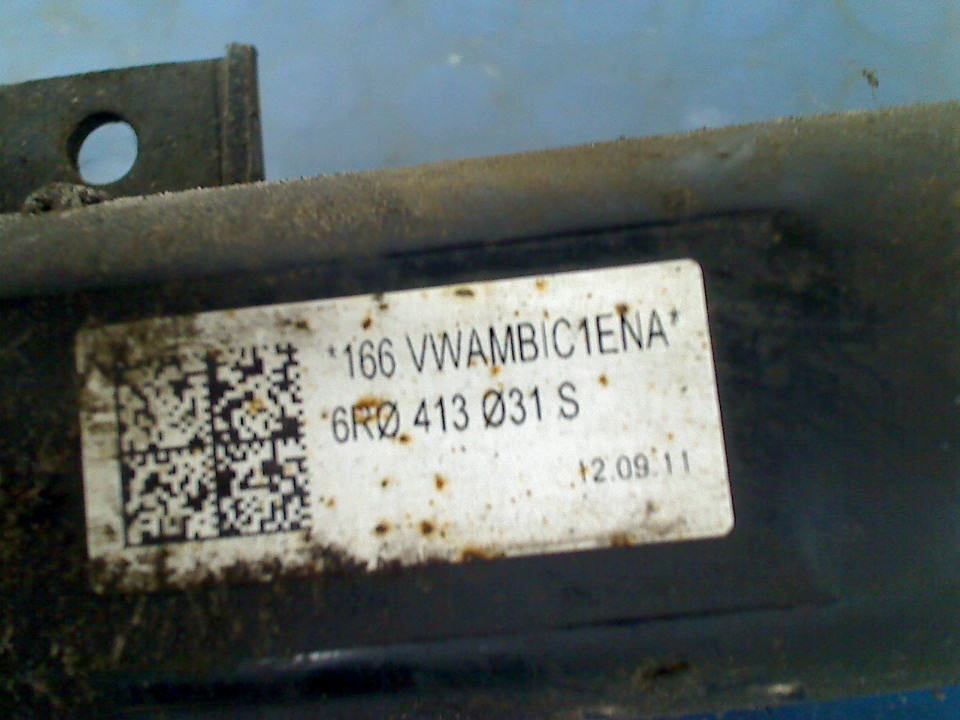 *166 VWAMBIC1ENA*
6RØ 413 Ø31 S
12.09.11